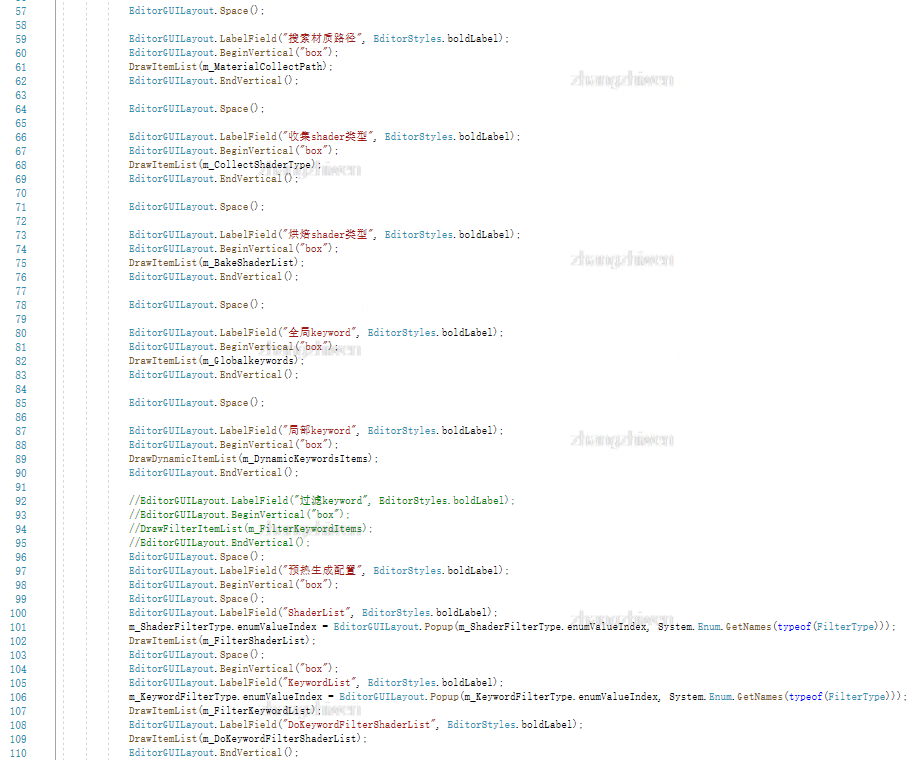 57 EditorGUILayout.Space();
58
59 EditorGUILayout.LabelField("搜索材质路径", EditorStyles.boldLabel);
60 EditorGUILayout.BeginVertical("box");
61 DrawItemList(m_MaterialCollectPath);
62 EditorGUILayout.EndVertical();
zhangzhiwen
63
64 EditorGUILayout.Space();
65
66 EditorGUILayout.LabelField("收集shader类型", EditorStyles.boldLabel);
67 EditorGUILayout.BeginVertical("box");
68 DrawItemList(m_CollectShaderType);
zhangzhiwen
69 EditorGUILayout.EndVertical();
70
71 EditorGUILayout.Space();
72
73 EditorGUILayout.LabelField("烘焙shader类型", EditorStyles.boldLabel);
74 EditorGUILayout.BeginVertical("box");
75 DrawItemList(m_BakeShaderList);
zhangzhiwen
76 EditorGUILayout.EndVertical();
77
78 EditorGUILayout.Space();
79
80 EditorGUILayout.LabelField("全局keyword", EditorStyles.boldLabel);
81 EditorGUILayout.BeginVertical("box");
zhangzhiwen
82 DrawItemList(m_Globalkeywords);
83 EditorGUILayout.EndVertical();
84
85 EditorGUILayout.Space();
86
87 EditorGUILayout.LabelField("局部keyword", EditorStyles.boldLabel);
88 EditorGUILayout.BeginVertical("box");
zhangzhiwen
89 DrawDynamicItemList(m_DynamicKeywordsItems);
90 EditorGUILayout.EndVertical();
91
92 //EditorGUILayout.LabelField("过滤keyword", EditorStyles.boldLabel);
93 //EditorGUILayout.BeginVertical("box");
94 //DrawFilterItemList(m_FilterKeywordItems);
zhangzhiwen
95 //EditorGUILayout.EndVertical();
96 EditorGUILayout.Space();
97 EditorGUILayout.LabelField("预热生成配置", EditorStyles.boldLabel);
98 EditorGUILayout.BeginVertical("box");
99 EditorGUILayout.Space();
100 EditorGUILayout.LabelField("ShaderList", EditorStyles.boldLabel);
zhangzhiwen
101 m_ShaderFilterType.enumValueIndex = EditorGUILayout.Popup(m_ShaderFilterType.enumValueIndex, System.Enum.GetNames(typeof(FilterType)));
102 DrawItemList(m_FilterShaderList);
103 EditorGUILayout.Space();
104 EditorGUILayout.BeginVertical("box");
105 EditorGUILayout.LabelField("KeywordList", EditorStyles.boldLabel);
106 m_KeywordFilterType.enumValueIndex = EditorGUILayout.Popup(m_KeywordFilterType.enumValueIndex, System.Enum.GetNames(typeof(FilterType)));
107 DrawItemList(m_FilterKeywordList);
zhangzhiwen
108 EditorGUILayout.LabelField("DoKeywordFilterShaderList", EditorStyles.boldLabel);
109 DrawItemList(m_DoKeywordFilterShaderList);
110 EditorGUILayout.EndVertical();